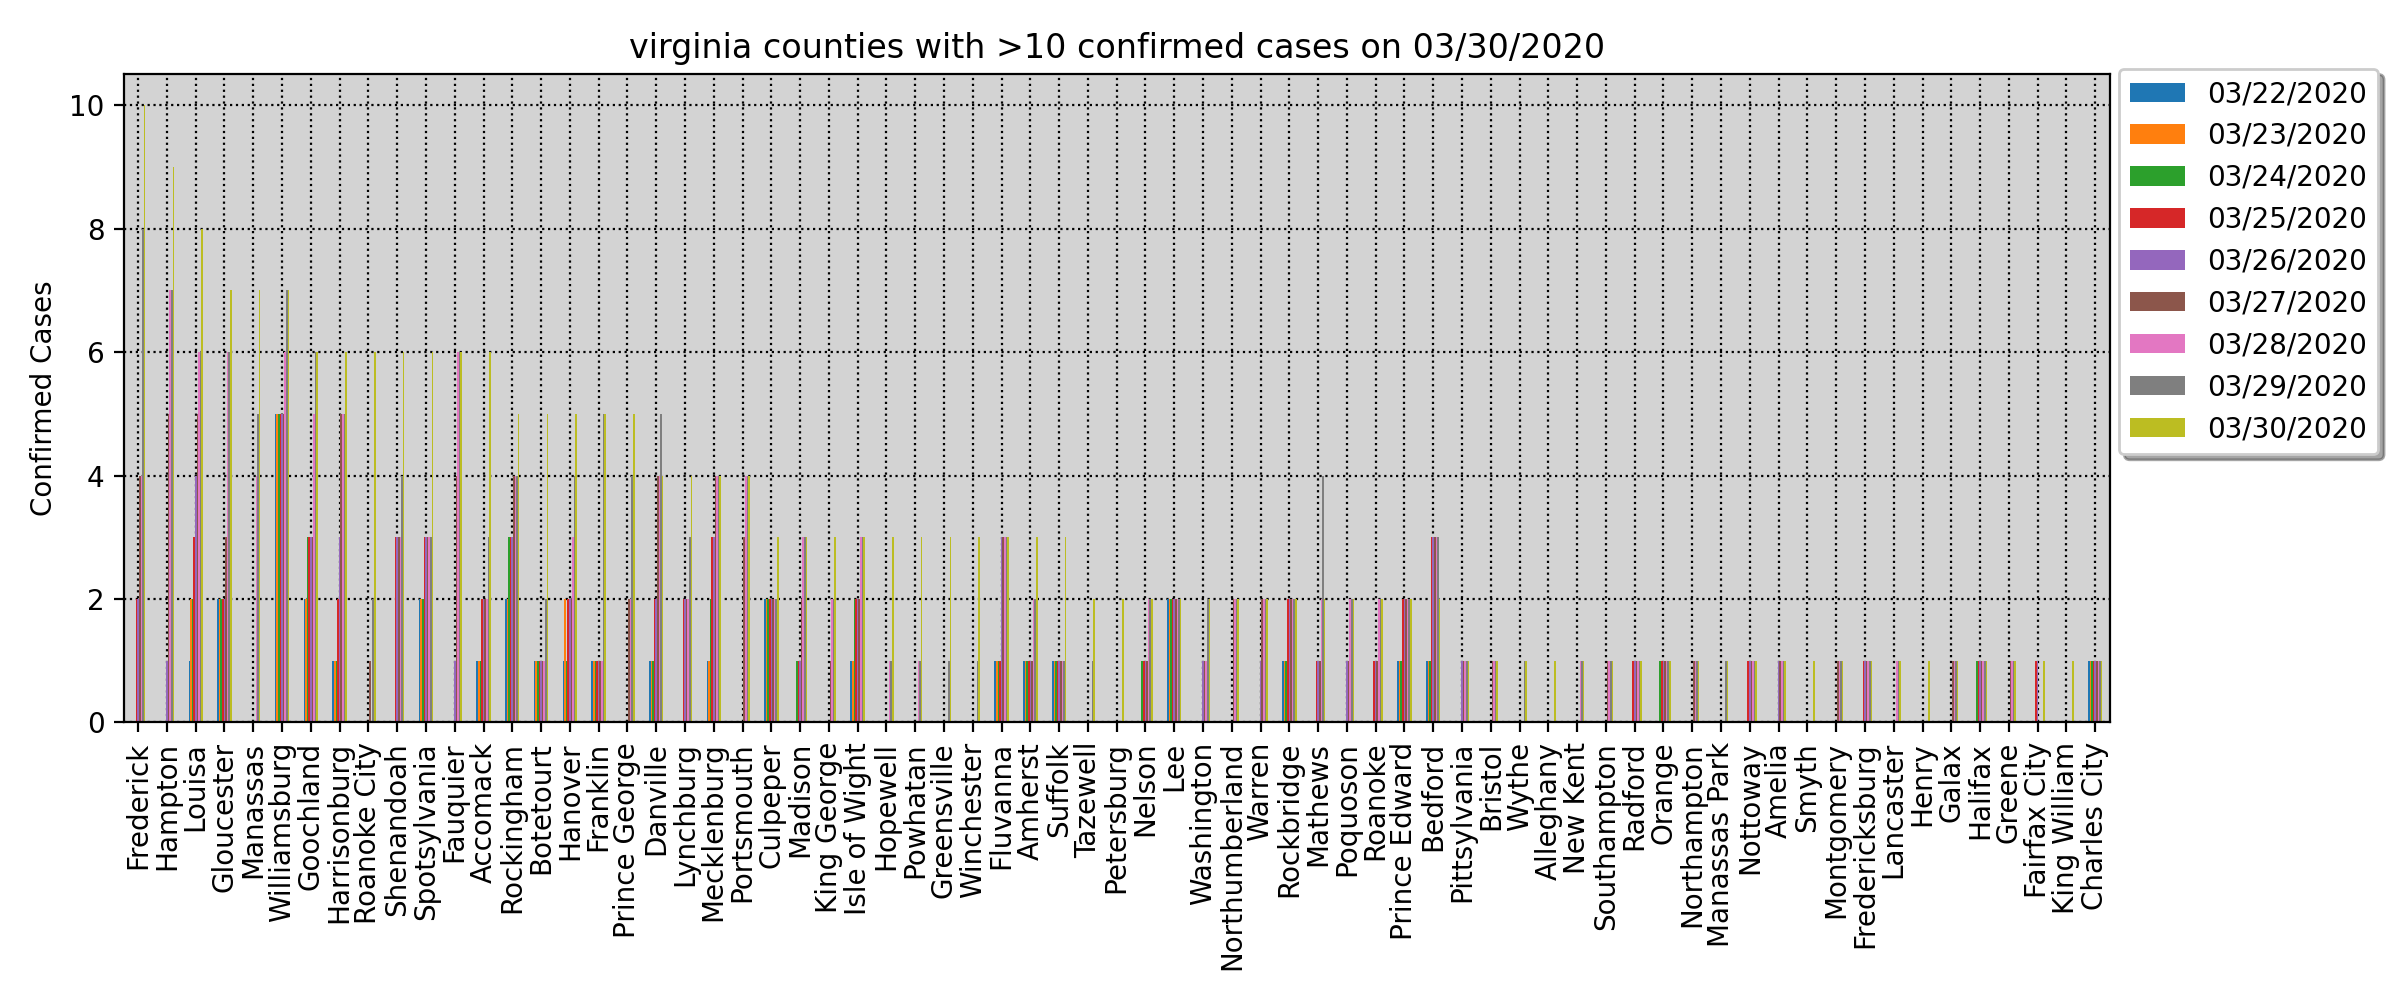 virginia counties with >10 confirmed cases on 03/30/2020
Confirmed Cases
10
8
6
4
2
0
03/22/2020
03/23/2020
03/24/2020
03/25/2020
03/26/2020
03/27/2020
03/28/2020
03/29/2020
03/30/2020
Frederick
Hampton
Louisa
Gloucester
Manassas
Williamsburg
Goochland
Harrisonburg
Roanoke City
Shenandoah
Spotsylvania
Fauquier
Accomack
Rockingham
Botetourt
Hanover
Franklin
Prince George
Danville
Lynchburg
Mecklenburg
Portsmouth
Culpeper
Madison
King George
Isle of Wight
Hopewell
Powhatan
Greensville
Winchester
Fluvanna
Amherst
Suffolk
Tazewell
Petersburg
Nelson
Lee
Washington
Northumberland
Warren
Rockbridge
Mathews
Poquoson
Roanoke
Prince Edward
Bedford
Pittsylvania
Bristol
Wythe
Alleghany
New Kent
Southampton
Radford
Orange
Northampton
Manassas Park
Nottoway
Amelia
Smyth
Montgomery
Fredericksburg
Lancaster
Henry
Galax
Halifax
Greene
Fairfax City
King William
Charles City